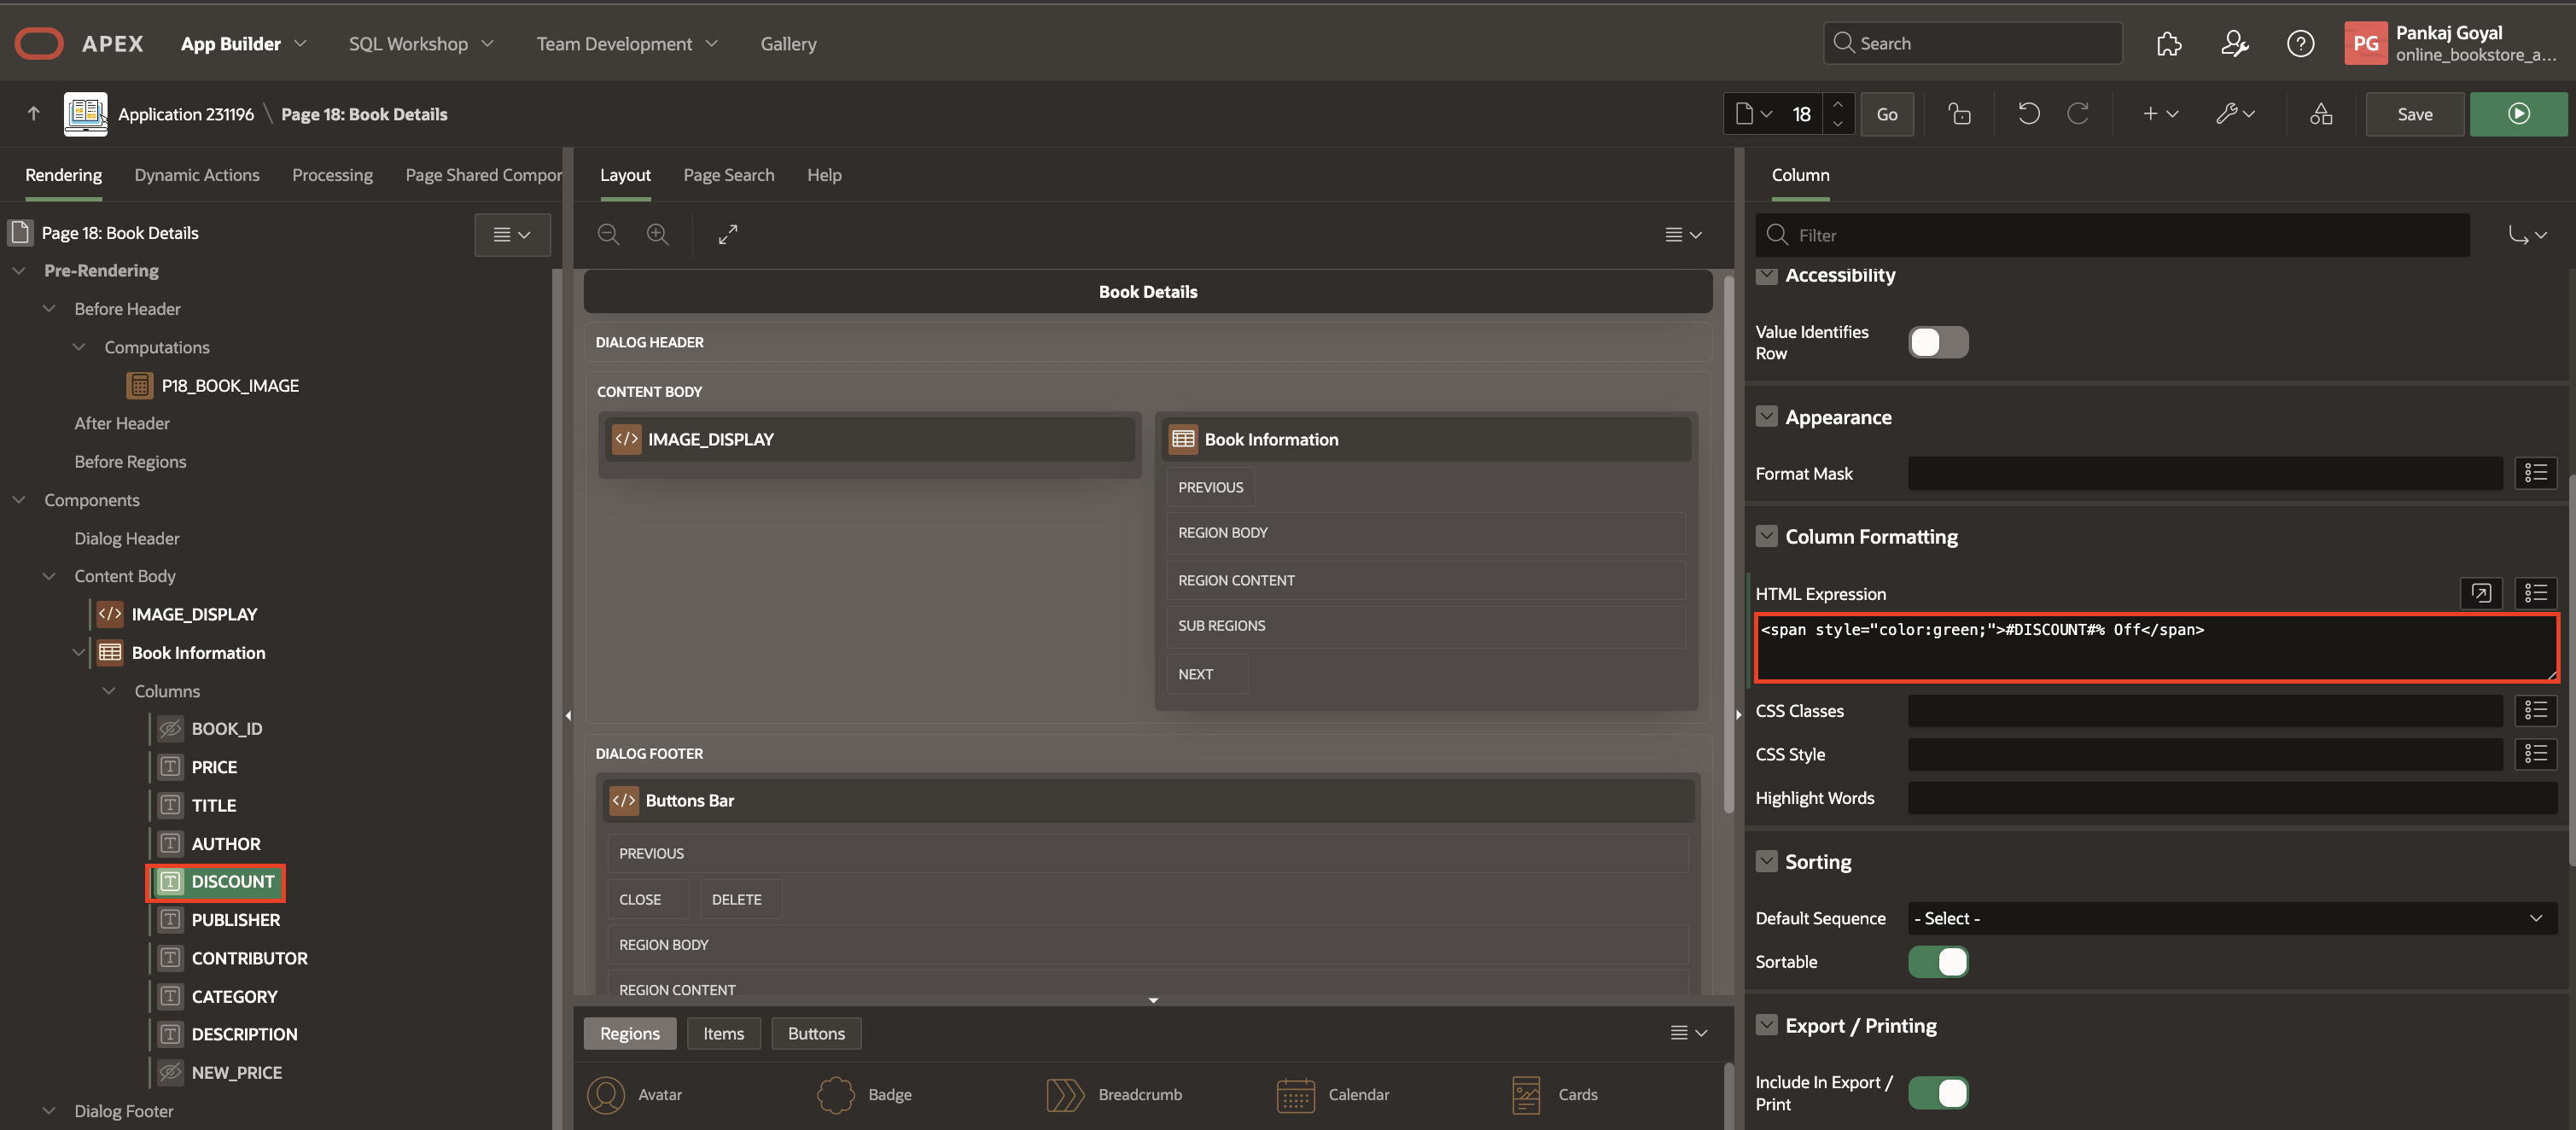 APEX App Builder SQL Workshop Team Development Gallery Search PG Pankaj Goyal
online_bookstore_a...
Application 231196 \ Page 18: Book Details 18 Go Save
Rendering Dynamic Actions Processing Page Shared Compor
Page 18: Book Details
Pre-Rendering
Before Header
Computations
P18_BOOK_IMAGE
After Header
Before Regions
Components
Dialog Header
Content Body
IMAGE_DISPLAY
Book Information
Columns
BOOK_ID
PRICE
TITLE
AUTHOR
DISCOUNT
PUBLISHER
CONTRIBUTOR
CATEGORY
DESCRIPTION
NEW_PRICE
Dialog Footer
Layout Page Search Help
Book Details
DIALOG HEADER
CONTENT BODY
IMAGE_DISPLAY
Book Information
PREVIOUS
REGION BODY
REGION CONTENT
SUB REGIONS
NEXT
DIALOG FOOTER
Buttons Bar
PREVIOUS
CLOSE DELETE
REGION BODY
REGION CONTENT
Regions Items Buttons
Avatar Badge Breadcrumb Calendar Cards
Column
Filter
Accessibility
Value Identifies
Row
Appearance
Format Mask
Column Formatting
HTML Expression
<span style="color:green;">#DISCOUNT#% Off</span>
CSS Classes
CSS Style
Highlight Words
Sorting
Default Sequence - Select -
Sortable
Export / Printing
Include In Export /
Print